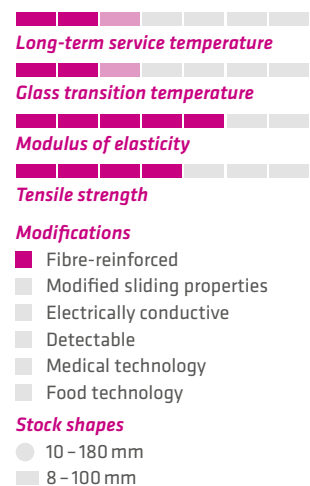 Long-term service temperature
Glass transition temperature
Modulus of elasticity
Tensile strength
Modifications
Fibre-reinforced
Modified sliding properties
Electrically conductive
Detectable
Medical technology
Food technology
Stock shapes
10 – 180 mm
8 – 100 mm